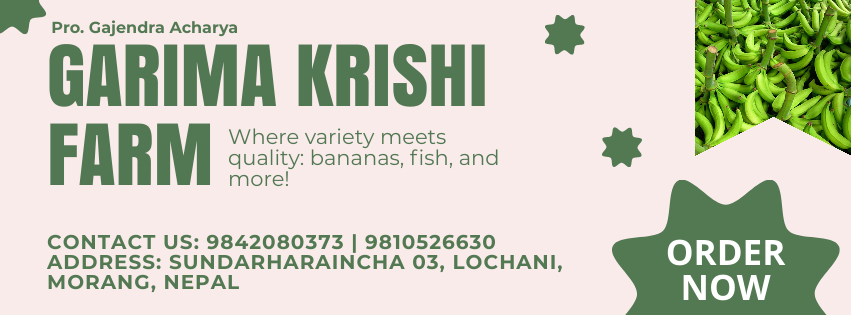 Pro. Gajendra Acharya
GARIMA KRISHI
FARM
Where variety meets
quality: bananas, fish, and
more!
CONTACT US: 9842080373 | 9810526630
ADDRESS: SUNDARHARAINCHA 03, LOCHANI,
MORANG, NEPAL
ORDER
NOW